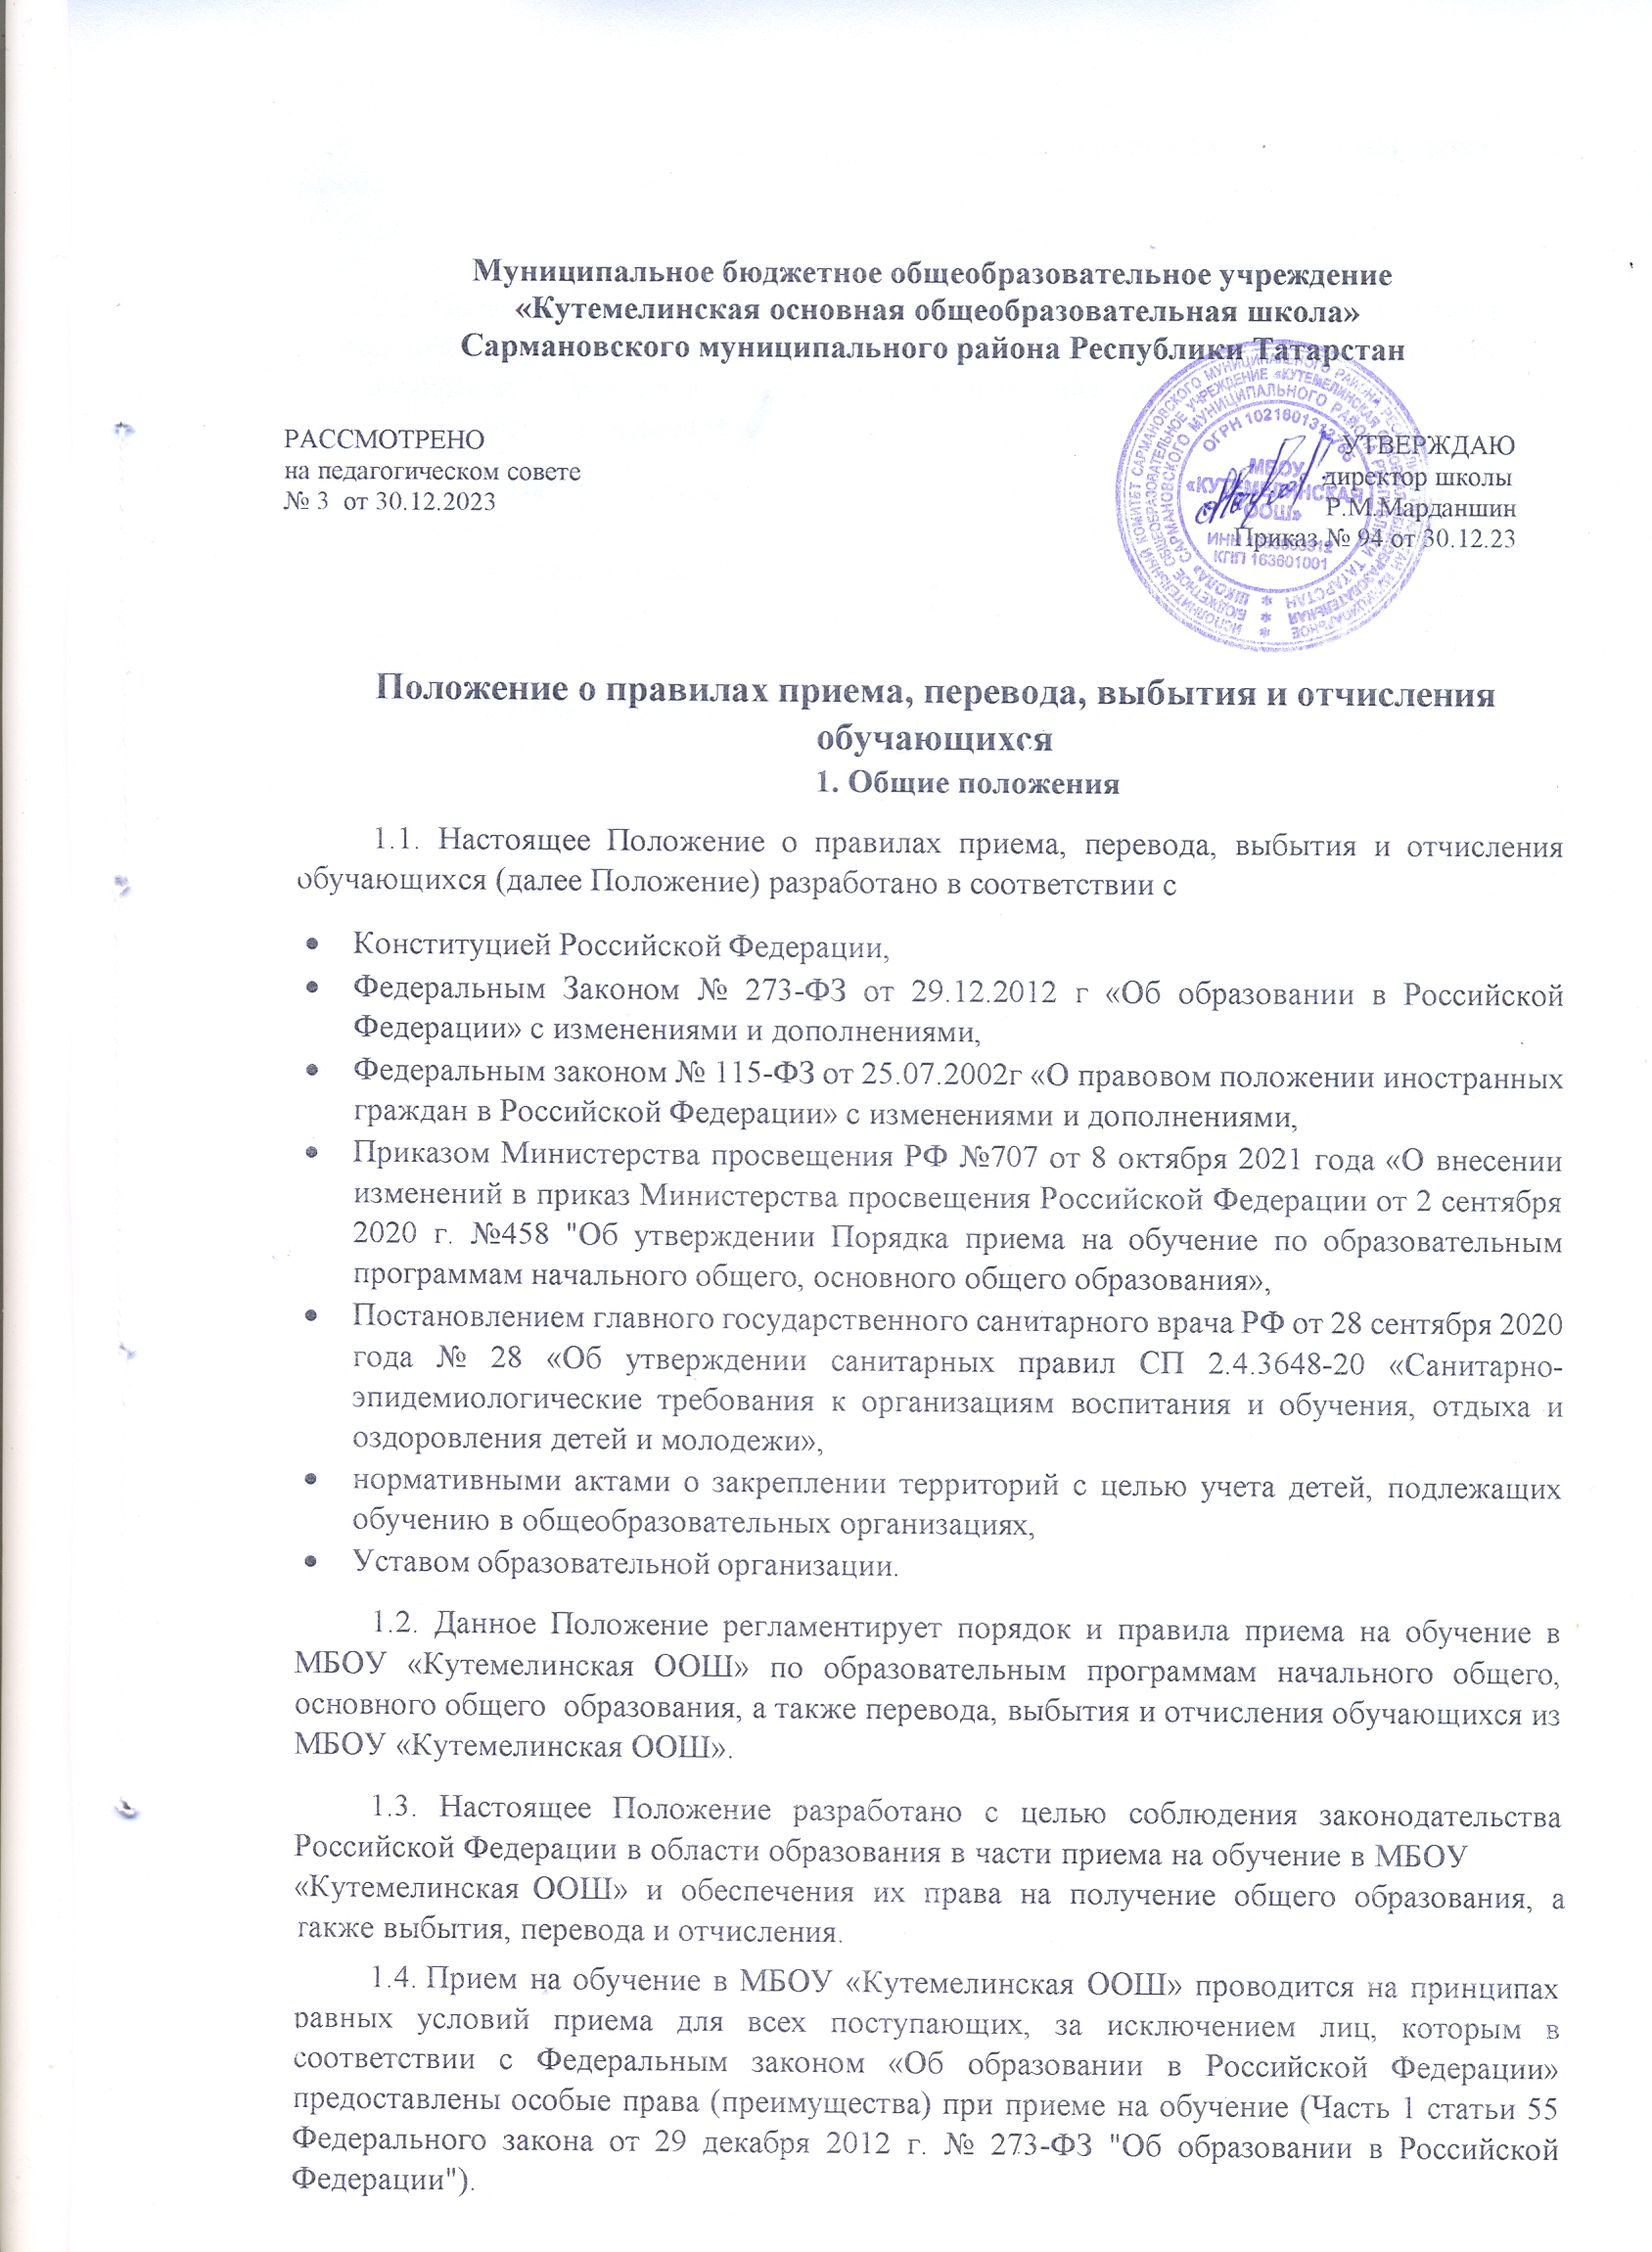 Муниципальное бюджетное общеобразовательное учреждение
«Кутемелинская основная общеобразовательная школа»
Сармановского муниципального района Республики Татарстан
РАССМОТРЕНО
на педагогическом совете
№ 3 от 30.12.2023
УТВЕРЖДАЮ
директор школы
Р.М.Марданшин
Приказ № 94 от 30.12.23
МБОУ
«КУТЕМЕЛИНСКАЯ
ООШ»
ИНН
КПП 163601001
Положение о правилах приема, перевода, выбытия и отчисления
обучающихся
1. Общие положения
1.1. Настоящее Положение о правилах приема, перевода, выбытия и отчисления
обучающихся (далее Положение) разработано в соответствии с
• Конституцией Российской Федерации,
• Федеральным Законом № 273-ФЗ от 29.12.2012 г «Об образовании в Российской
Федерации» с изменениями и дополнениями,
• Федеральным законом № 115-ФЗ от 25.07.2002г «О правовом положении иностранных
граждан в Российской Федерации» с изменениями и дополнениями,
• Приказом Министерства просвещения РФ №707 от 8 октября 2021 года «О внесении
изменений в приказ Министерства просвещения Российской Федерации от 2 сентября
2020 г. №458 "Об утверждении Порядка приема на обучение по образовательным
программам начального общего, основного общего образования»,
• Постановлением главного государственного санитарного врача РФ от 28 сентября 2020
года № 28 «Об утверждении санитарных правил СП 2.4.3648-20 «Санитарно-
эпидемиологические требования к организациям воспитания и обучения, отдыха и
оздоровления детей и молодежи»,
• нормативными актами о закреплении территорий с целью учета детей, подлежащих
обучению в общеобразовательных организациях,
• Уставом образовательной организации.
1.2. Данное Положение регламентирует порядок и правила приема на обучение в
МБОУ «Кутемелинская ООШ» по образовательным программам начального общего,
основного общего образования, а также перевода, выбытия и отчисления обучающихся из
МБОУ «Кутемелинская ООШ».
1.3. Настоящее Положение разработано с целью соблюдения законодательства
Российской Федерации в области образования в части приема на обучение в МБОУ
«Кутемелинская ООШ» и обеспечения их права на получение общего образования, а
также выбытия, перевода и отчисления.
1.4. Прием на обучение в МБОУ «Кутемелинская ООШ» проводится на принципах
равных условий приема для всех поступающих, за исключением лиц, которым в
соответствии с Федеральным законом «Об образовании в Российской Федерации»
предоставлены особые права (преимущества) при приеме на обучение (Часть 1 статьи 55
Федерального закона от 29 декабря 2012 г. № 273-ФЗ "Об образовании в Российской
Федерации").